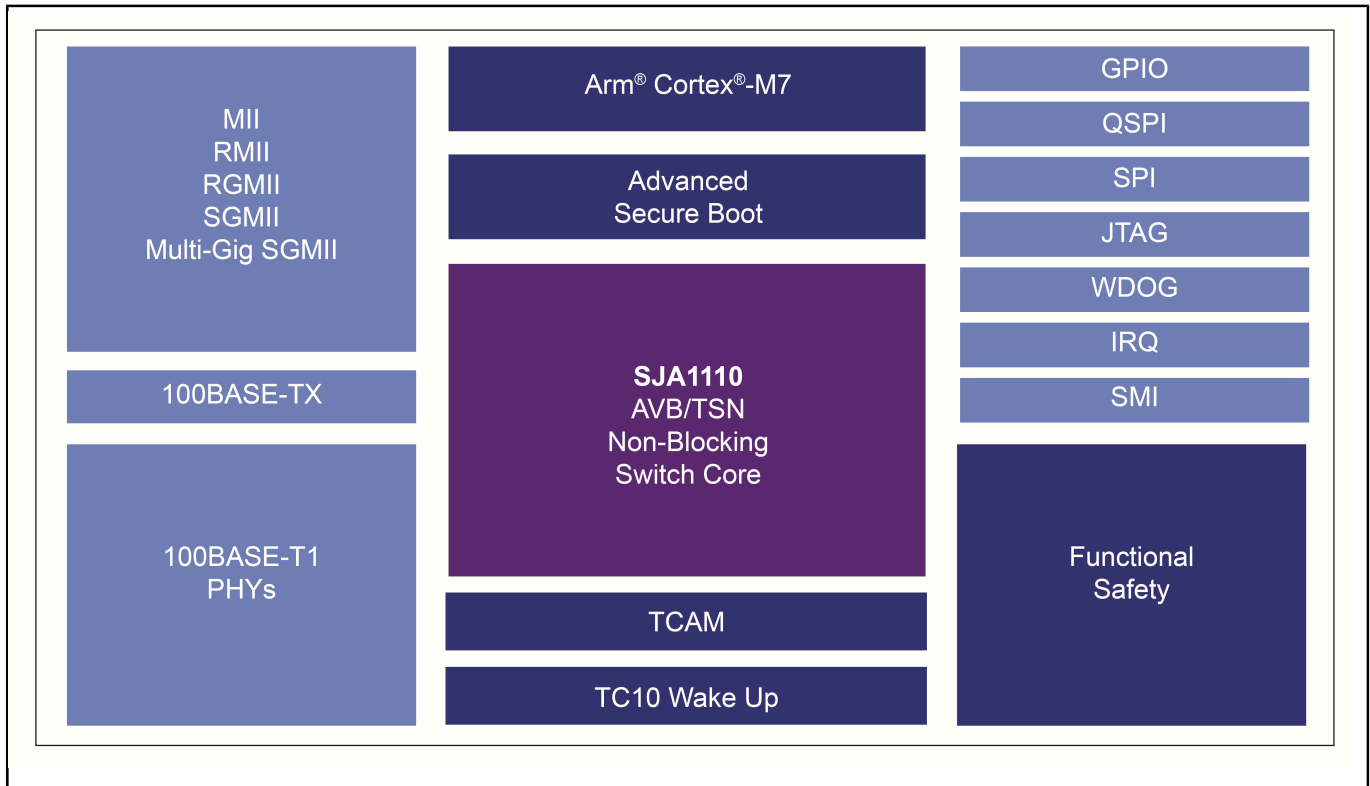 MII
RMII
RGMII
SGMII
Multi-Gig SGMII
100BASE-TX
100BASE-T1
PHYs
Arm® Cortex®-M7
Advanced
Secure Boot
SJA1110
AVB/TSN
Non-Blocking
Switch Core
TCAM
TC10 Wake Up
GPIO
QSPI
SPI
JTAG
WDOG
IRQ
SMI
Functional
Safety